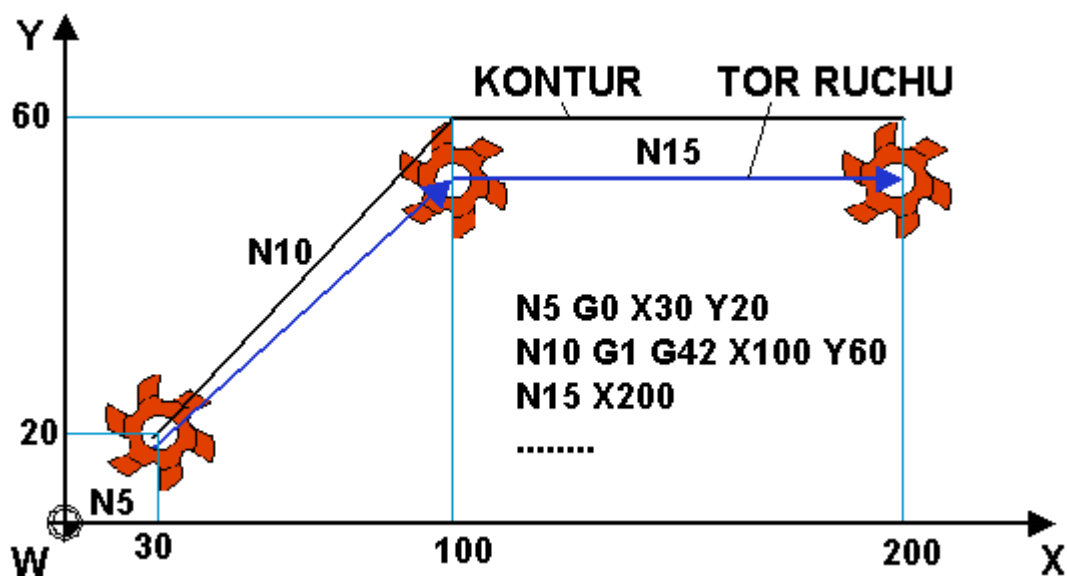 Y
KONTUR TOR RUCHU
60
N15
N10
N5 G0 X30 Y20
N10 G1 G42 X100 Y60
N15 X200
........
20
N5
W 30 100 200 X